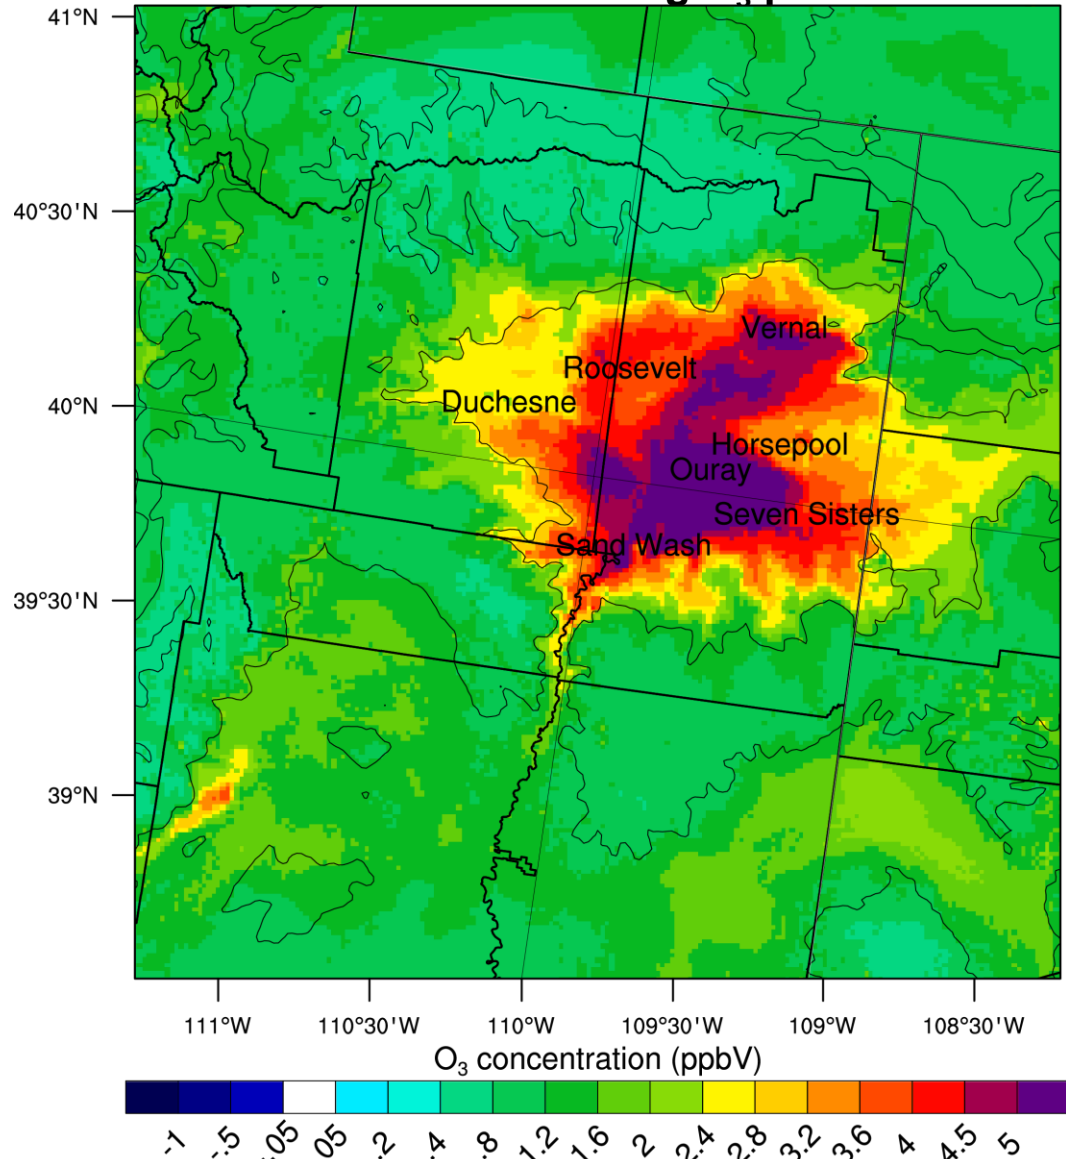 41°N
40°30'N
40°N
39°30'N
39°N
Vernal
Roosevelt
Duchesne
Horsepool
Ouray
Seven Sisters
Sand Wash
111°W 110°30'W 110°W 109°30'W 109°W 108°30'W
O₃ concentration (ppbV)
-1 -.5 .05 .05 .2 .4 .8 1.2 1.6 2 2.4 2.8 3.2 3.6 4 4.5 5